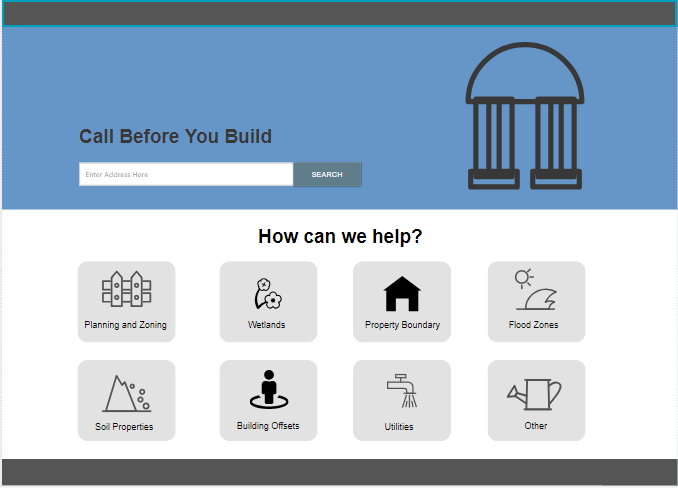 Call Before You Build
Enter Address Here
SEARCH
How can we help?
Planning and Zoning
Wetlands
Property Boundary
Flood Zones
Soil Properties
Building Offsets
Utilities
Other